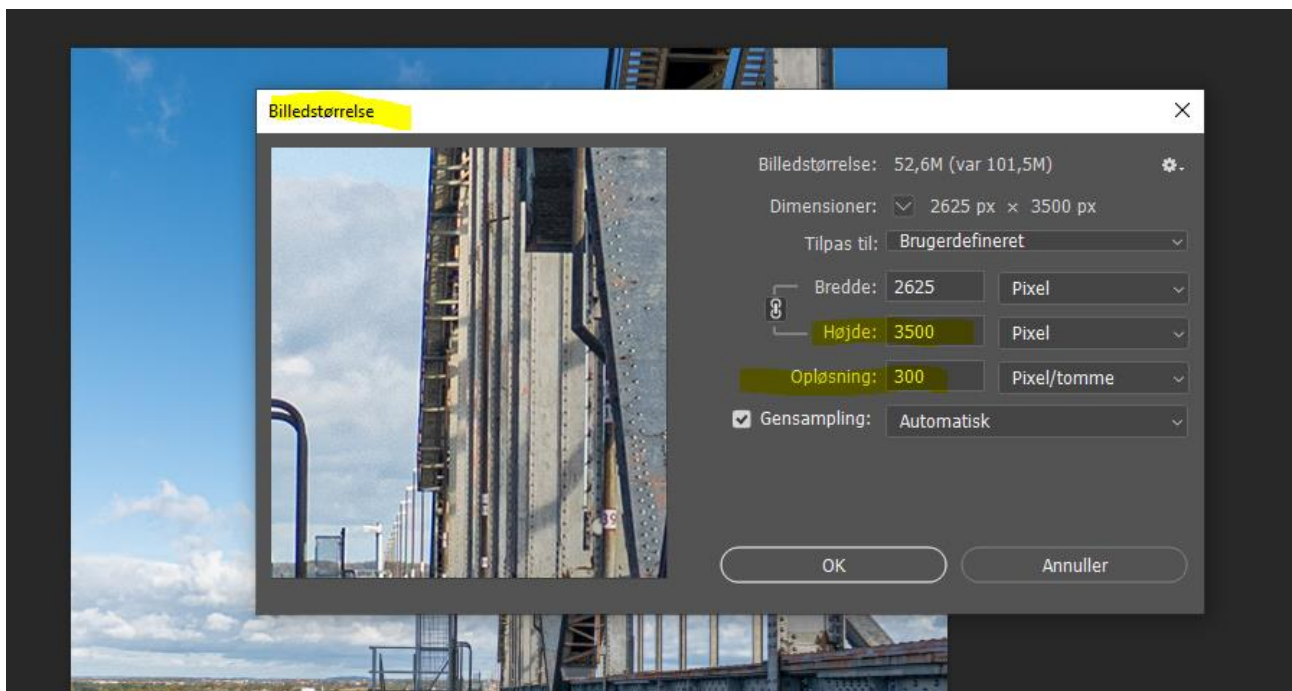 Billedstørrelse
Billedstørrelse: 52,6M (var 101,5M)
Dimensioner: 2625 px × 3500 px
Tilpas til: Brugerdefineret
Bredde: 2625 Pixel
Højde: 3500 Pixel
Opløsning: 300 Pixel/tomme
Gensampling: Automatisk
39
OK Annuller